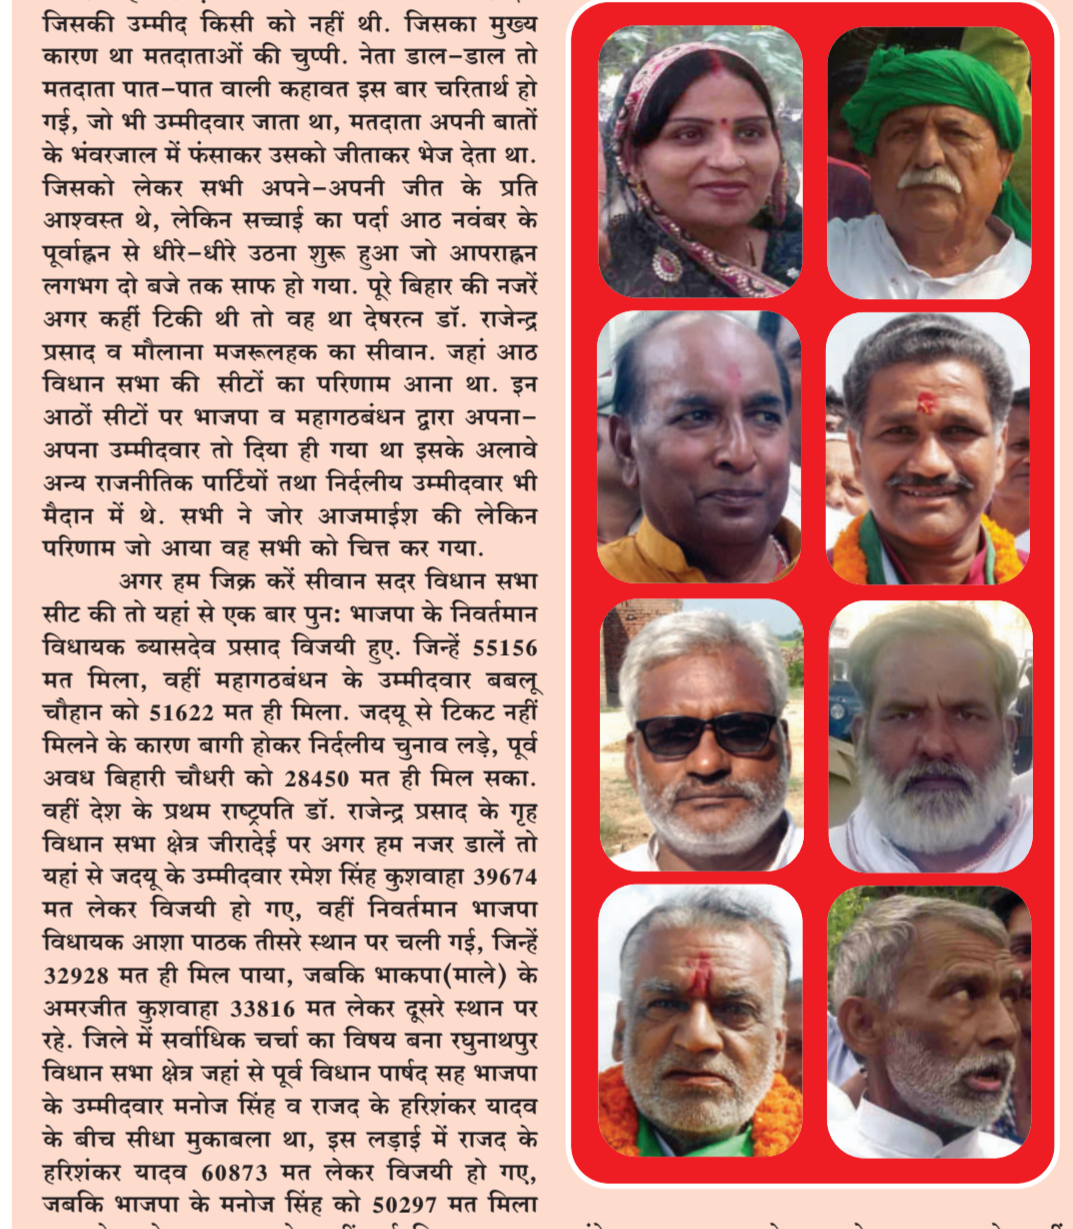 जिसकी उम्मीद किसी को नहीं थी. जिसका मुख्य
कारण था मतदाताओं की चुप्पी. नेता डाल-डाल तो
मतदाता पात-पात वाली कहावत इस बार चरितार्थ हो
गई, जो भी उम्मीदवार जाता था, मतदाता अपनी बातों
के भंवरजाल में फंसाकर उसको जीताकर भेज देता था.
जिसको लेकर सभी अपने-अपनी जीत के प्रति
आश्वस्त थे, लेकिन सच्चाई का पर्दा आठ नवंबर के
पूर्वाह्नन से धीरे-धीरे उठना शुरू हुआ जो आपराह्नन
लगभग दो बजे तक साफ हो गया. पूरे बिहार की नजरें
अगर कहीं टिकी थी तो वह था देषरत्न डॉ. राजेन्द्र
प्रसाद व मौलाना मजरूलहक का सीवान. जहां आठ
विधान सभा की सीटों का परिणाम आना था. इन
आठों सीटों पर भाजपा व महागठबंधन द्वारा अपना-
अपना उम्मीदवार तो दिया ही गया था इसके अलावे
अन्य राजनीतिक पार्टियों तथा निर्दलीय उम्मीदवार भी
मैदान में थे. सभी ने जोर आजमाईश की लेकिन
परिणाम जो आया वह सभी को चित्त कर गया.
अगर हम जिक्र करें सीवान सदर विधान सभा
सीट की तो यहां से एक बार पुन: भाजपा के निवर्तमान
विधायक ब्यासदेव प्रसाद विजयी हुए. जिन्हें 55156
मत मिला, वहीं महागठबंधन के उम्मीदवार बबलू
चौहान को 51622 मत ही मिला. जदयू से टिकट नहीं
मिलने के कारण बागी होकर निर्दलीय चुनाव लड़े, पूर्व
अवध बिहारी चौधरी को 28450 मत ही मिल सका.
वहीं देश के प्रथम राष्ट्रपति डॉ. राजेन्द्र प्रसाद के गृह
विधान सभा क्षेत्र जीरादेई पर अगर हम नजर डालें तो
यहां से जदयू के उम्मीदवार रमेश सिंह कुशवाहा 39674
मत लेकर विजयी हो गए, वहीं निवर्तमान भाजपा
विधायक आशा पाठक तीसरे स्थान पर चली गई, जिन्हें
32928 मत ही मिल पाया, जबकि भाकपा(माले) के
अमरजीत कुशवाहा 33816 मत लेकर दूसरे स्थान पर
रहे. जिले में सर्वाधिक चर्चा का विषय बना रघुनाथपुर
विधान सभा क्षेत्र जहां से पूर्व विधान पार्षद सह भाजपा
के उम्मीदवार मनोज सिंह व राजद के हरिशंकर यादव
के बीच सीधा मुकाबला था, इस लड़ाई में राजद के
हरिशंकर यादव 60873 मत लेकर विजयी हो गए,
जबकि भाजपा के मनोज सिंह को 50297 मत मिला